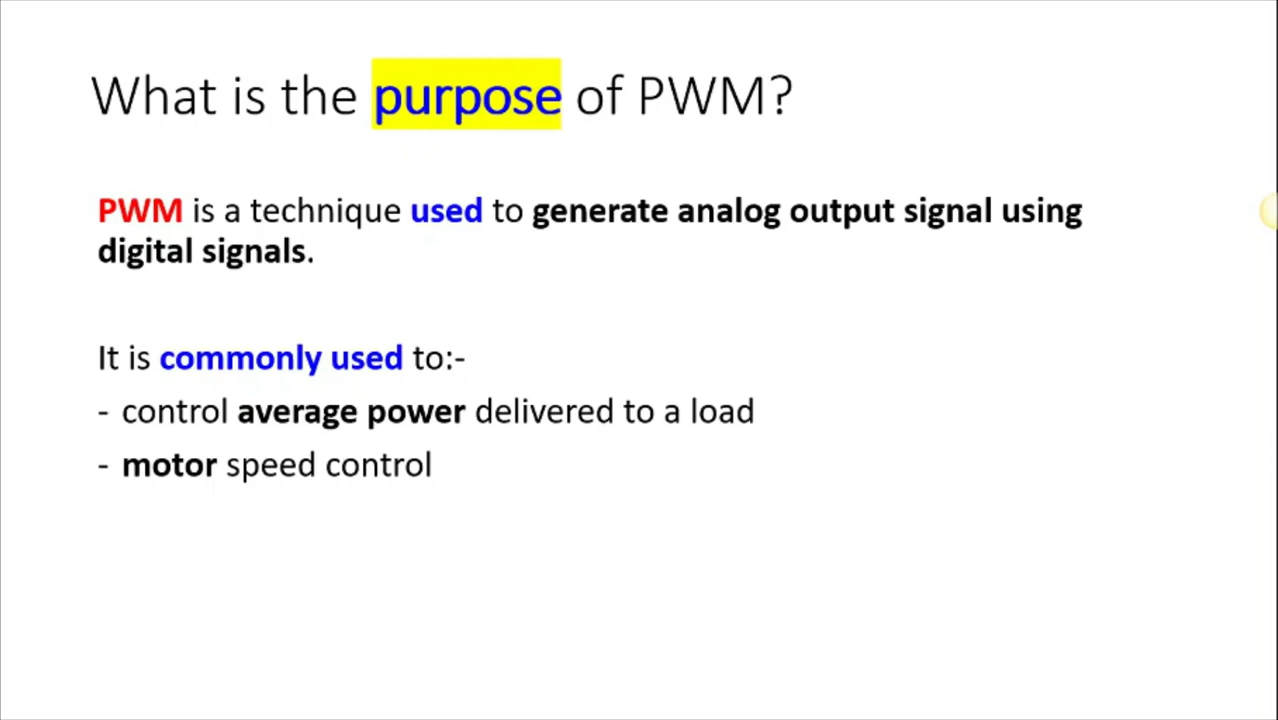 What is the purpose of PWM?
PWM is a technique used to generate analog output signal using
digital signals.
It is commonly used to:-
- control average power delivered to a load
- motor speed control